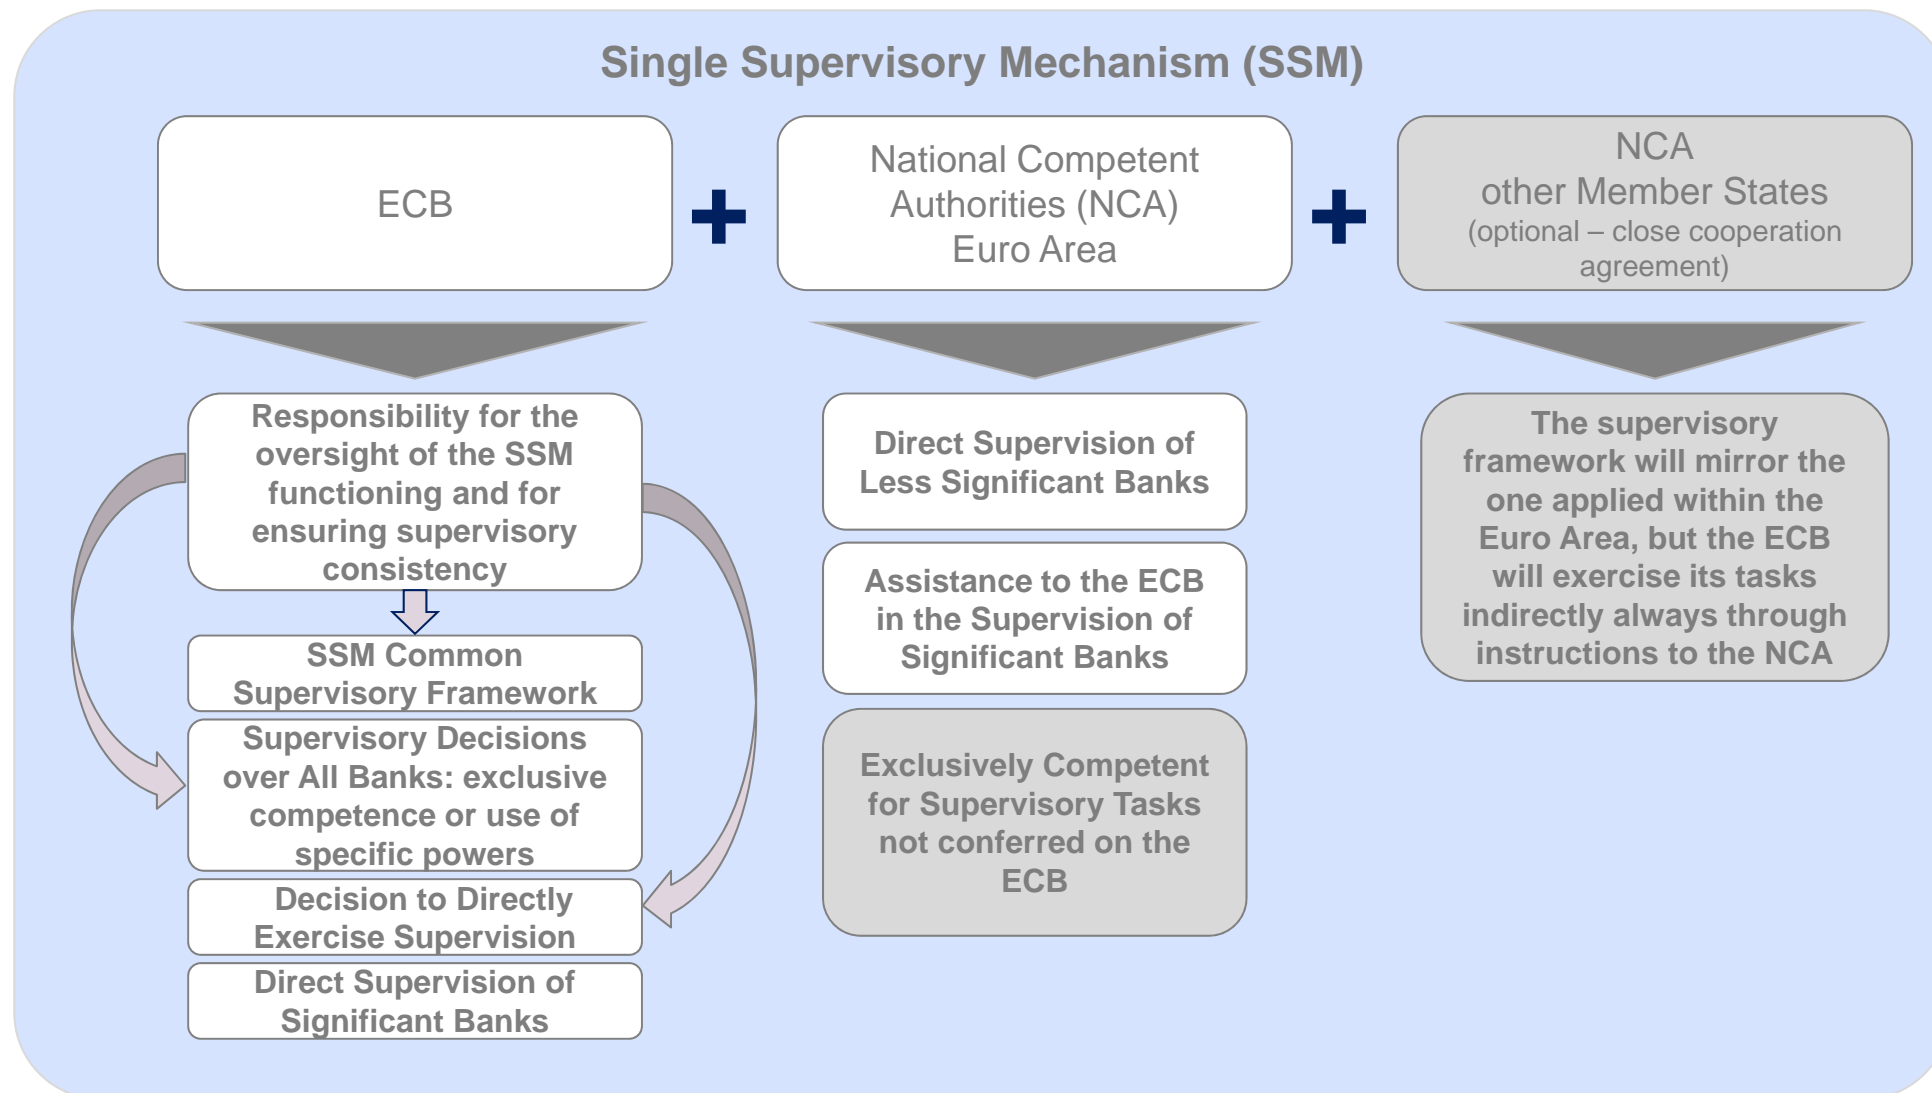 Single Supervisory Mechanism (SSM)
ECB
National Competent
Authorities (NCA)
Euro Area
NCA
other Member States
(optional – close cooperation
agreement)
Responsibility for the
oversight of the SSM
functioning and for
ensuring supervisory
consistency
SSM Common
Supervisory Framework
Supervisory Decisions
over All Banks: exclusive
competence or use of
specific powers
Decision to Directly
Exercise Supervision
Direct Supervision of
Significant Banks
Direct Supervision of
Less Significant Banks
Assistance to the ECB
in the Supervision of
Significant Banks
Exclusively Competent
for Supervisory Tasks
not conferred on the
ECB
The supervisory
framework will mirror the
one applied within the
Euro Area, but the ECB
will exercise its tasks
indirectly always through
instructions to the NCA